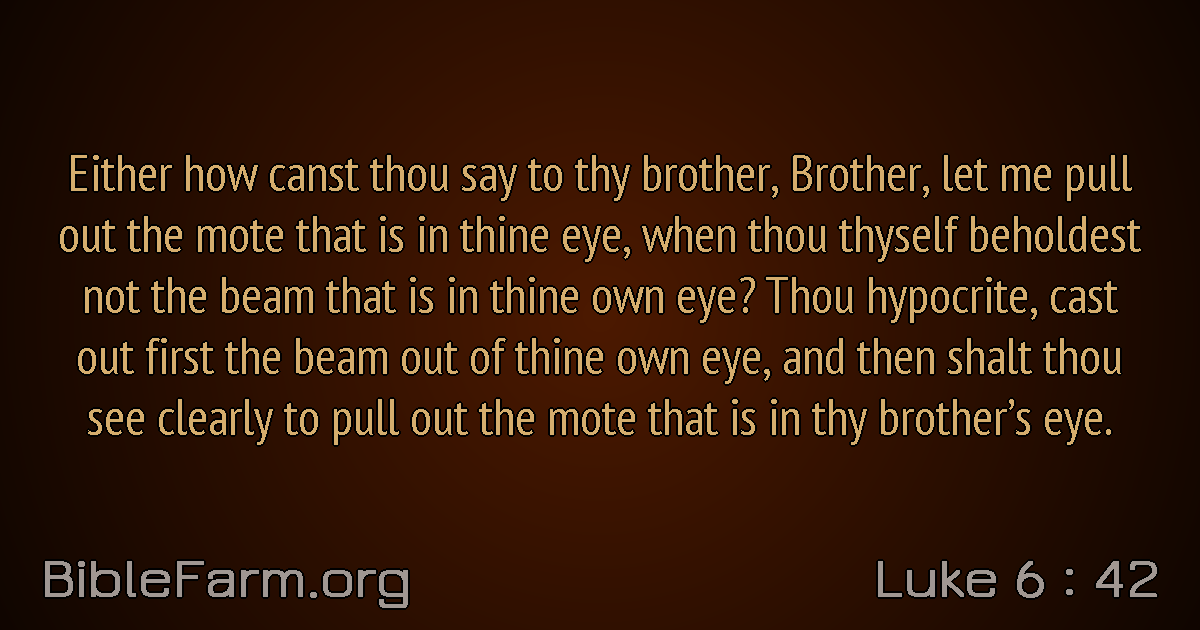 Either how canst thou say to thy brother, Brother, let me pull
out the mote that is in thine eye, when thou thyself beholdest
not the beam that is in thine own eye? Thou hypocrite, cast
out first the beam out of thine own eye, and then shalt thou
see clearly to pull out the mote that is in thy brother’s eye.
BibleFarm.org
Luke 6 : 42